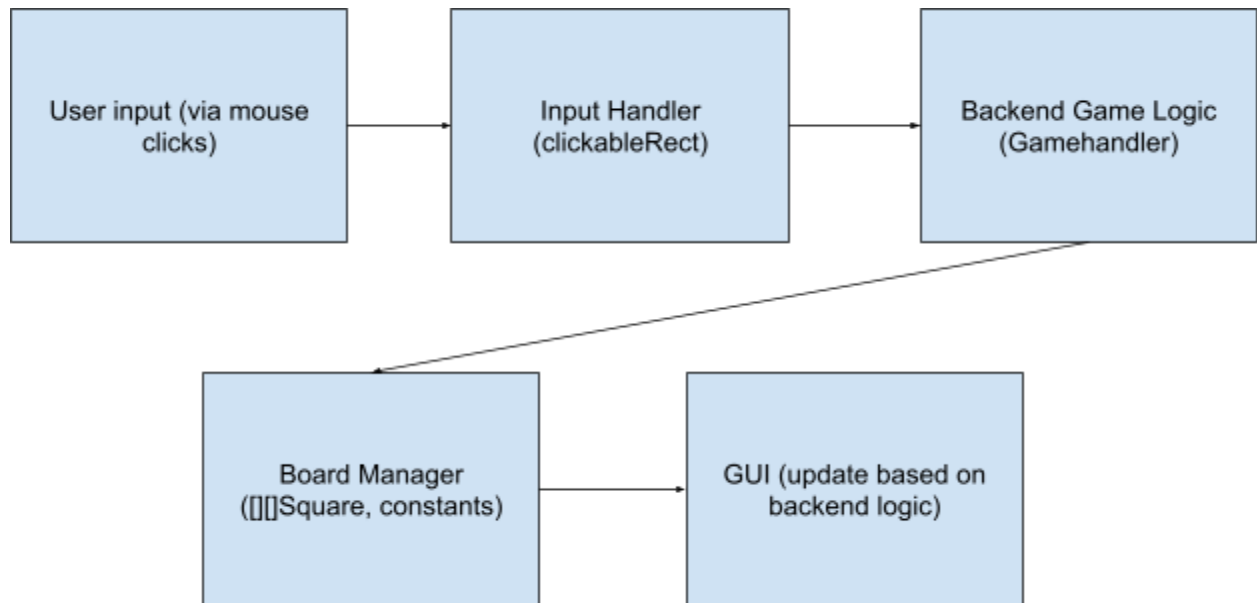 User input (via mouse
clicks)
Input Handler
(clickableRect)
Backend Game Logic
(Gamehandler)
Board Manager
([][]Square, constants)
GUI (update based on
backend logic)